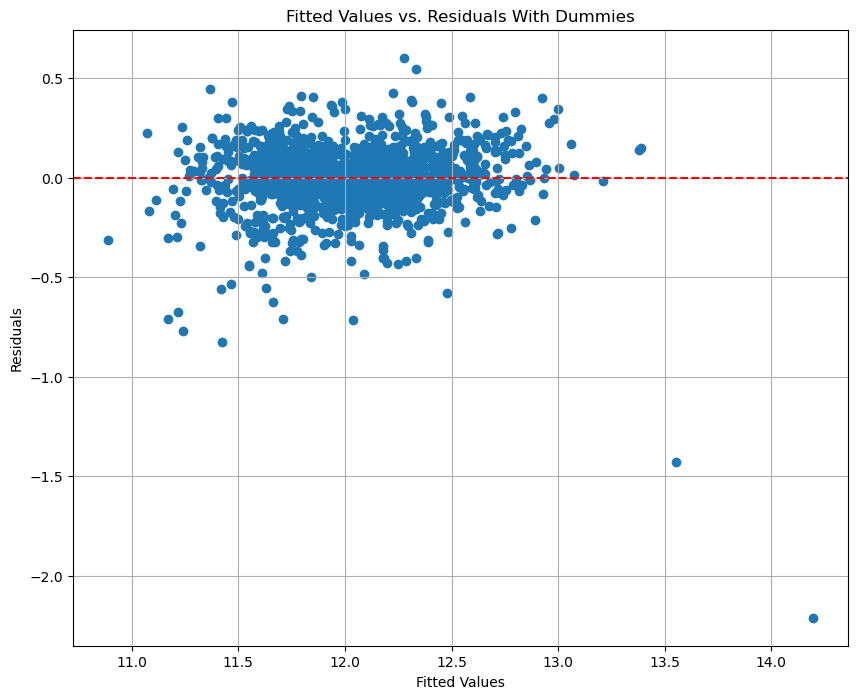 Fitted Values vs. Residuals With Dummies
0.5
0.0
−0.5
−1.0
−1.5
−2.0
Residuals
11.0 11.5 12.0 12.5 13.0 13.5 14.0
Fitted Values